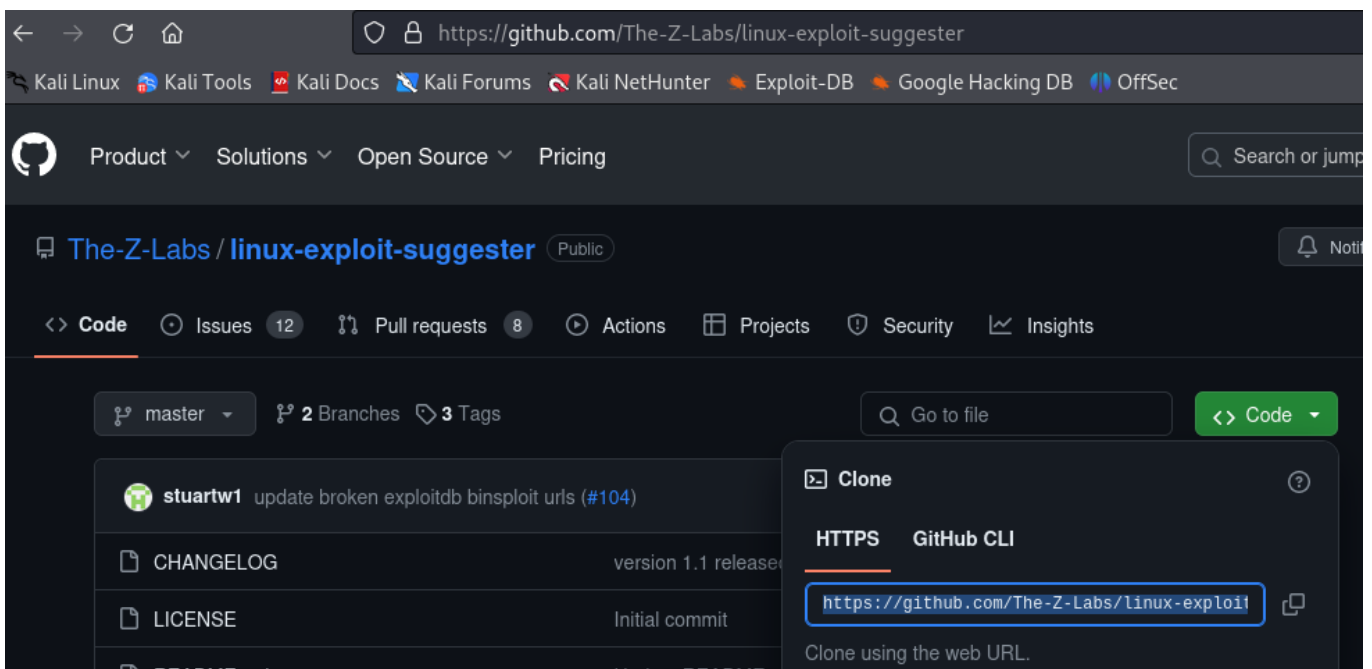 https://github.com/The-Z-Labs/linux-exploit-suggester
Kali Linux Kali Tools Kali Docs Kali Forums Kali NetHunter Exploit-DB Google Hacking DB OffSec
Product Solutions Open Source Pricing Search or jump
The-Z-Labs / linux-exploit-suggester Public Notif
<> Code Issues 12 Pull requests 8 Actions Projects Security Insights
master 2 Branches 3 Tags Go to file <> Code
Clone
stuartw1 update broken exploitdb binsploit urls (#104)
HTTPS GitHub CLI
CHANGELOG version 1.1 released
https://github.com/The-Z-Labs/linux-exploit
LICENSE Initial commit
Clone using the web URL.